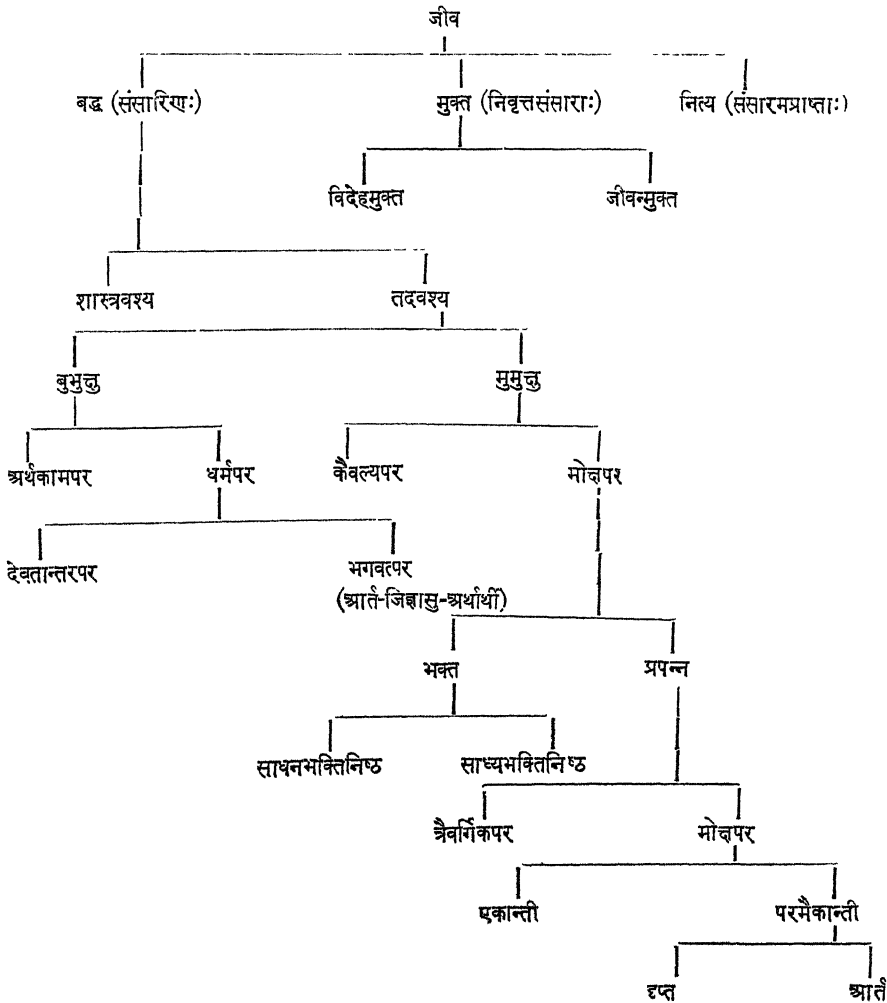 जीव
बद्ध (संसारिणः) मुक्त (निवृत्तसंसाराः) नित्य (संसारमप्राप्ताः)
विदेहमुक्त जीवन्मुक्त
शास्त्रवश्य तदवश्य
बुभुक्षु मुमुक्षु
अर्थकामपर धर्मपर कैवल्यपर मोक्षपर
देवतान्तरपर भगवत्पर
(आर्त-जिज्ञासु-अर्थार्थी)
भक्त प्रपन्न
साधनभक्तिनिष्ठ साध्यभक्तिनिष्ठ
त्रैवर्गिकपर मोक्षपर
एकान्ती परमैकान्ती
दृप्त आर्त